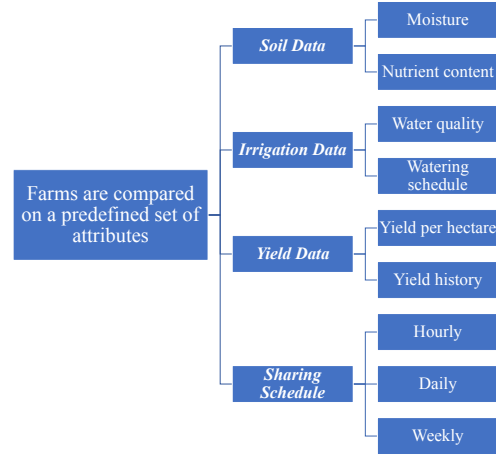 Farms are compared
on a predefined set of
attributes
Soil Data
Moisture
Nutrient content
Irrigation Data
Water quality
Watering
schedule
Yield Data
Yield per hectare
Yield history
Sharing
Schedule
Hourly
Daily
Weekly